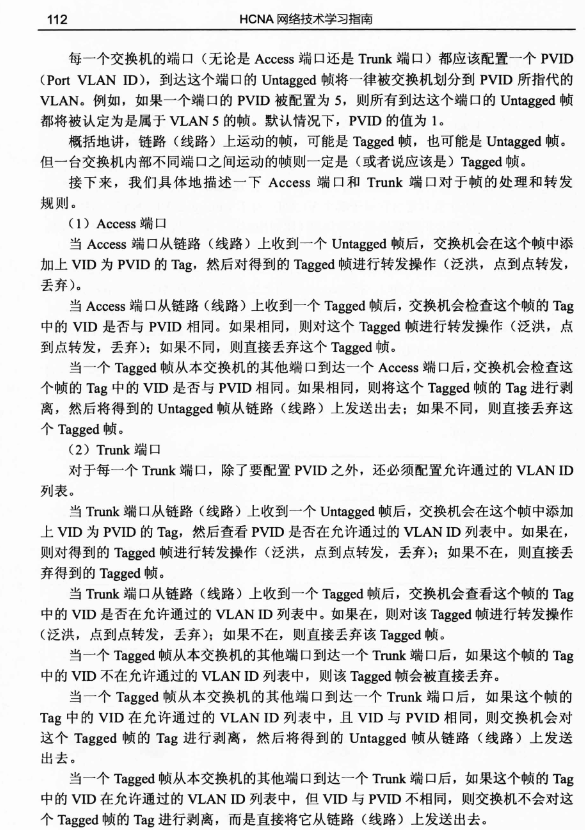 112 HCNA 网络技术学习指南
每一个交换机的端口（无论是 Access 端口还是 Trunk 端口）都应该配置一个 PVID
（Port VLAN ID），到达这个端口的 Untagged 帧将一律被交换机划分到 PVID 所指代的
VLAN。例如，如果一个端口的 PVID 被配置为 5，则所有到达这个端口的 Untagged 帧
都将被认定为是属于 VLAN 5 的帧。默认情况下，PVID 的值为 1。
概括地讲，链路（线路）上运动的帧，可能是 Tagged 帧，也可能是 Untagged 帧。
但一台交换机内部不同端口之间运动的帧则一定是（或者说应该是）Tagged 帧。
接下来，我们具体地描述一下 Access 端口和 Trunk 端口对于帧的处理和转发
规则。
（1）Access 端口
当 Access 端口从链路（线路）上收到一个 Untagged 帧后，交换机会在这个帧中添
加上 VID 为 PVID 的 Tag，然后对得到的 Tagged 帧进行转发操作（泛洪，点到点转发，
丢弃）。
当 Access 端口从链路（线路）上收到一个 Tagged 帧后，交换机会检查这个帧的 Tag
中的 VID 是否与 PVID 相同。如果相同，则对这个 Tagged 帧进行转发操作（泛洪，点
到点转发，丢弃）；如果不同，则直接丢弃这个 Tagged 帧。
当一个 Tagged 帧从本交换机的其他端口到达一个 Access 端口后，交换机会检查这
个帧的 Tag 中的 VID 是否与 PVID 相同。如果相同，则将这个 Tagged 帧的 Tag 进行剥
离，然后将得到的 Untagged 帧从链路（线路）上发送出去；如果不同，则直接丢弃这
个 Tagged 帧。
（2）Trunk 端口
对于每一个 Trunk 端口，除了要配置 PVID 之外，还必须配置允许通过的 VLAN ID
列表。
当 Trunk 端口从链路（线路）上收到一个 Untagged 帧后，交换机会在这个帧中添加
上 VID 为 PVID 的 Tag，然后查看 PVID 是否在允许通过的 VLAN ID 列表中。如果在，
则对得到的 Tagged 帧进行转发操作（泛洪，点到点转发，丢弃）；如果不在，则直接丢
弃得到的 Tagged 帧。
当 Trunk 端口从链路（线路）上收到一个 Tagged 帧后，交换机会查看这个帧的 Tag
中的 VID 是否在允许通过的 VLAN ID 列表中。如果在，则对该 Tagged 帧进行转发操作
（泛洪，点到点转发，丢弃）；如果不在，则直接丢弃该 Tagged 帧。
当一个 Tagged 帧从本交换机的其他端口到达一个 Trunk 端口后，如果这个帧的 Tag
中的 VID 不在允许通过的 VLAN ID 列表中，则该 Tagged 帧会被直接丢弃。
当一个 Tagged 帧从本交换机的其他端口到达一个 Trunk 端口后，如果这个帧的
Tag 中的 VID 在允许通过的 VLAN ID 列表中，且 VID 与 PVID 相同，则交换机会对
这个 Tagged 帧的 Tag 进行剥离，然后将得到的 Untagged 帧从链路（线路）上发送
出去。
当一个 Tagged 帧从本交换机的其他端口到达一个 Trunk 端口后，如果这个帧的 Tag
中的 VID 在允许通过的 VLAN ID 列表中，但 VID 与 PVID 不相同，则交换机不会对这
个 Tagged 帧的 Tag 进行剥离，而是直接将它从链路（线路）上发送出去。